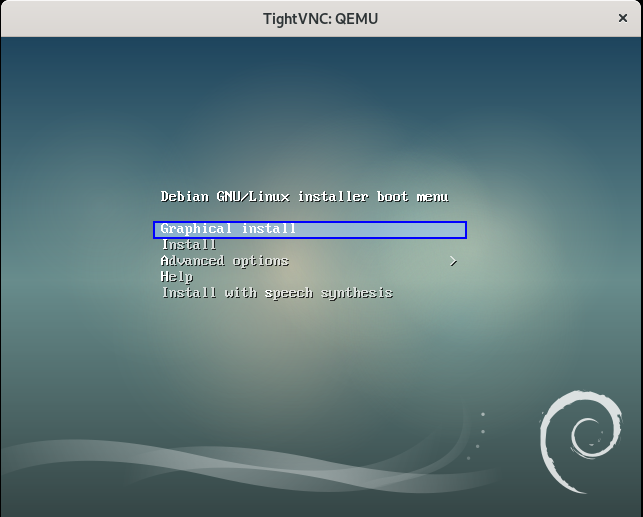 TightVNC: QEMU
Debian GNU/Linux installer boot menu
Graphical install
Install
Advanced options >
Help
Install with speech synthesis